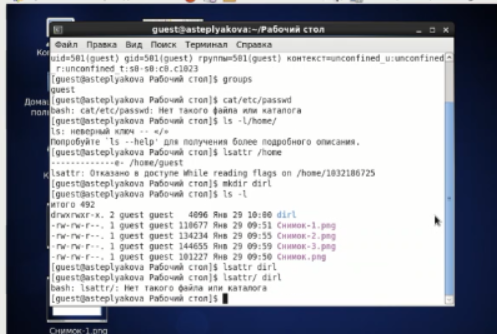 guest@asteplyakova:~/Рабочий стол
Файл Правка Вид Поиск Терминал Справка
uid=501(guest) gid=501(guest) группы=501(guest) контекст=unconfined_u:unconfined
_r:unconfined_t:s0-s0:c0.c1023
[guest@asteplyakova Рабочий стол]$ groups
guest
[guest@asteplyakova Рабочий стол]$ cat/etc/passwd
bash: cat/etc/passwd: Нет такого файла или каталога
[guest@asteplyakova Рабочий стол]$ ls -l/home/
ls: неверный ключ -- «/»
Попробуйте `ls --help' для получения более подробного описания.
[guest@asteplyakova Рабочий стол]$ lsattr /home
-------------e- /home/guest
lsattr: Отказано в доступе While reading flags on /home/1032186725
[guest@asteplyakova Рабочий стол]$ mkdir dirl
[guest@asteplyakova Рабочий стол]$ ls -l
итого 492
drwxrwxr-x. 2 guest guest 4096 Янв 29 10:00 dirl
-rw-rw-r--. 1 guest guest 110677 Янв 29 09:51 Снимок-1.png
-rw-rw-r--. 1 guest guest 134234 Янв 29 09:55 Снимок-2.png
-rw-rw-r--. 1 guest guest 144655 Янв 29 09:59 Снимок-3.png
-rw-rw-r--. 1 guest guest 101227 Янв 29 09:50 Снимок.png
[guest@asteplyakova Рабочий стол]$ lsattr dirl
[guest@asteplyakova Рабочий стол]$ lsattr/ dirl
bash: lsattr/: Нет такого файла или каталога
[guest@asteplyakova Рабочий стол]$
Снимок-1.png